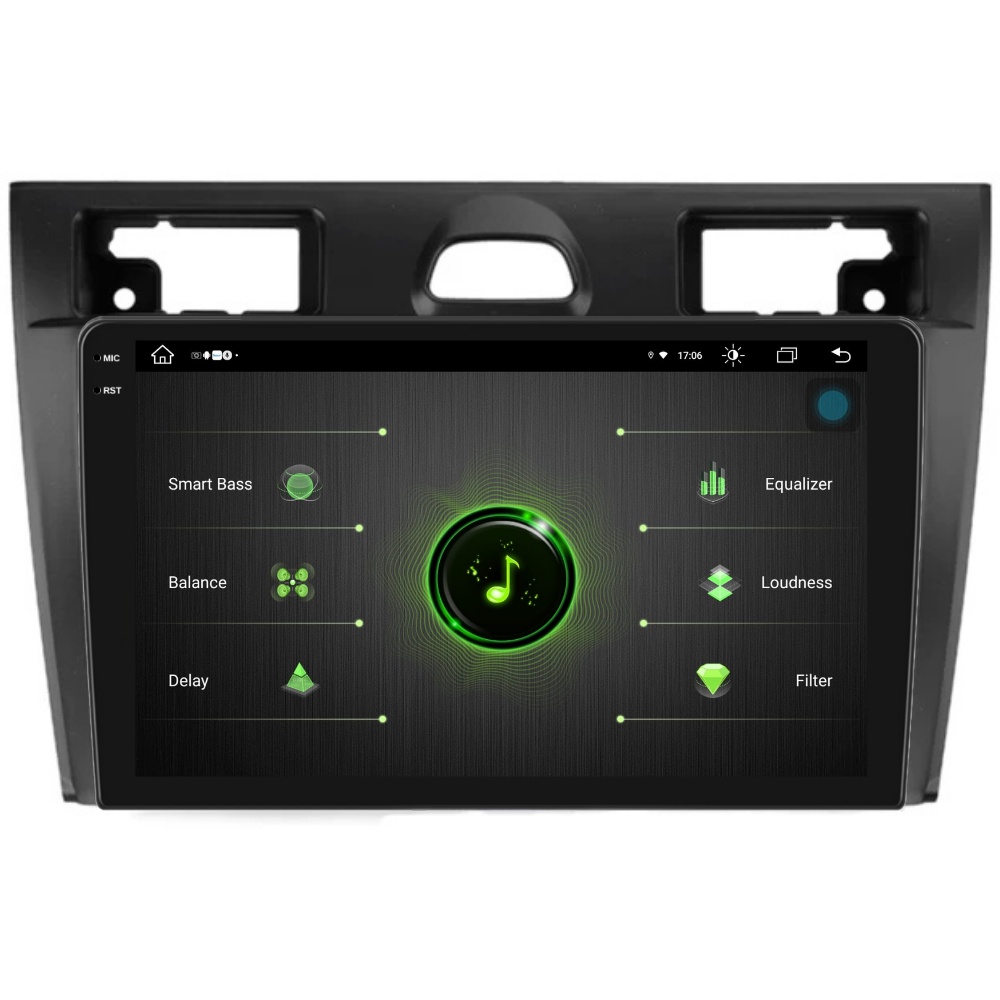 MIC
17:06
RST
Smart Bass
Equalizer
Balance
Loudness
Delay
Filter